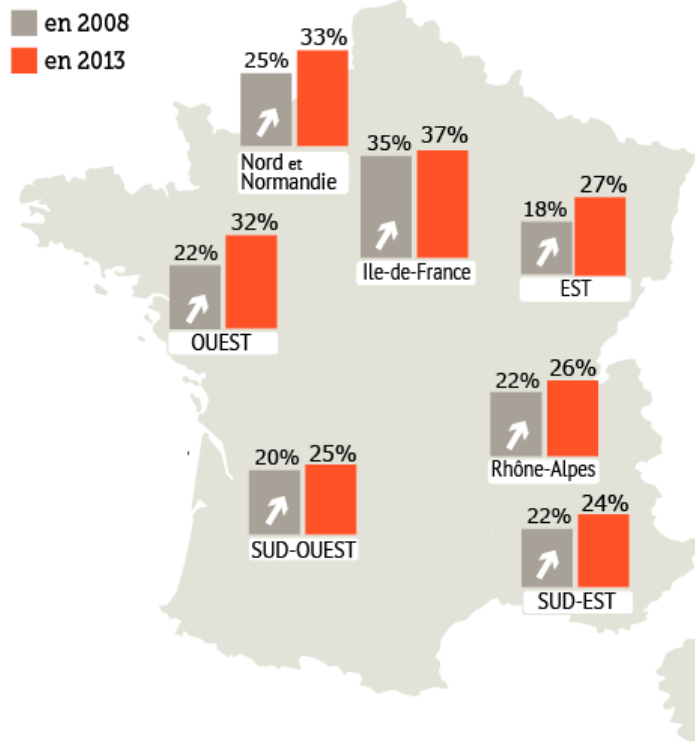 en 2008
en 2013
25% 33%
Nord et
Normandie
35% 37%
Ile-de-France
18% 27%
EST
22% 32%
OUEST
22% 26%
Rhône-Alpes
20% 25%
SUD-OUEST
22% 24%
SUD-EST